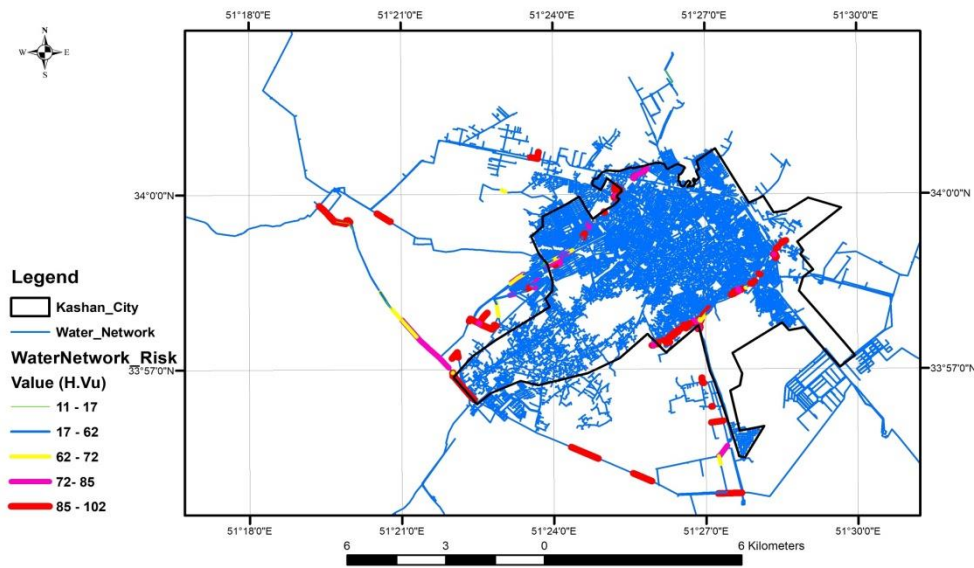 51°18'0"E 51°21'0"E 51°24'0"E 51°27'0"E 51°30'0"E
N
W E
S
34°0'0"N 34°0'0"N
Legend
Kashan_City
Water_Network
WaterNetwork_Risk
Value (H.Vu)
11 - 17
17 - 62
62 - 72
72- 85
85 - 102
33°57'0"N 33°57'0"N
51°18'0"E 51°21'0"E 51°24'0"E 51°27'0"E 51°30'0"E
6 3 0 6 Kilometers